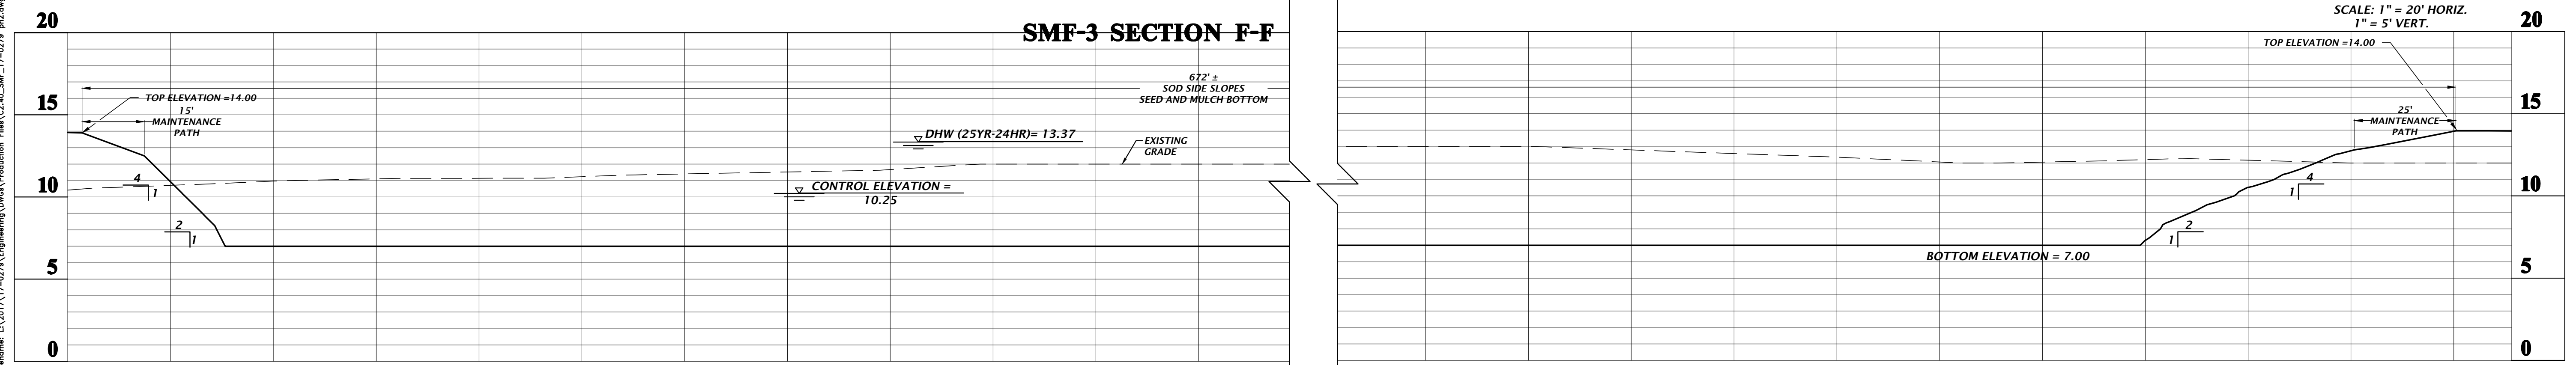 SMF-3 SECTION F-F
SCALE: 1" = 20' HORIZ.
1" = 5' VERT.
20
15
10
5
0
TOP ELEVATION =14.00
15'
MAINTENANCE
PATH
4
1
2
1
672' ±
SOD SIDE SLOPES
SEED AND MULCH BOTTOM
DHW (25YR-24HR)= 13.37
EXISTING
GRADE
CONTROL ELEVATION =
10.25
TOP ELEVATION =14.00
25'
MAINTENANCE
PATH
4
1
2
1
BOTTOM ELEVATION = 7.00
20
15
10
5
0